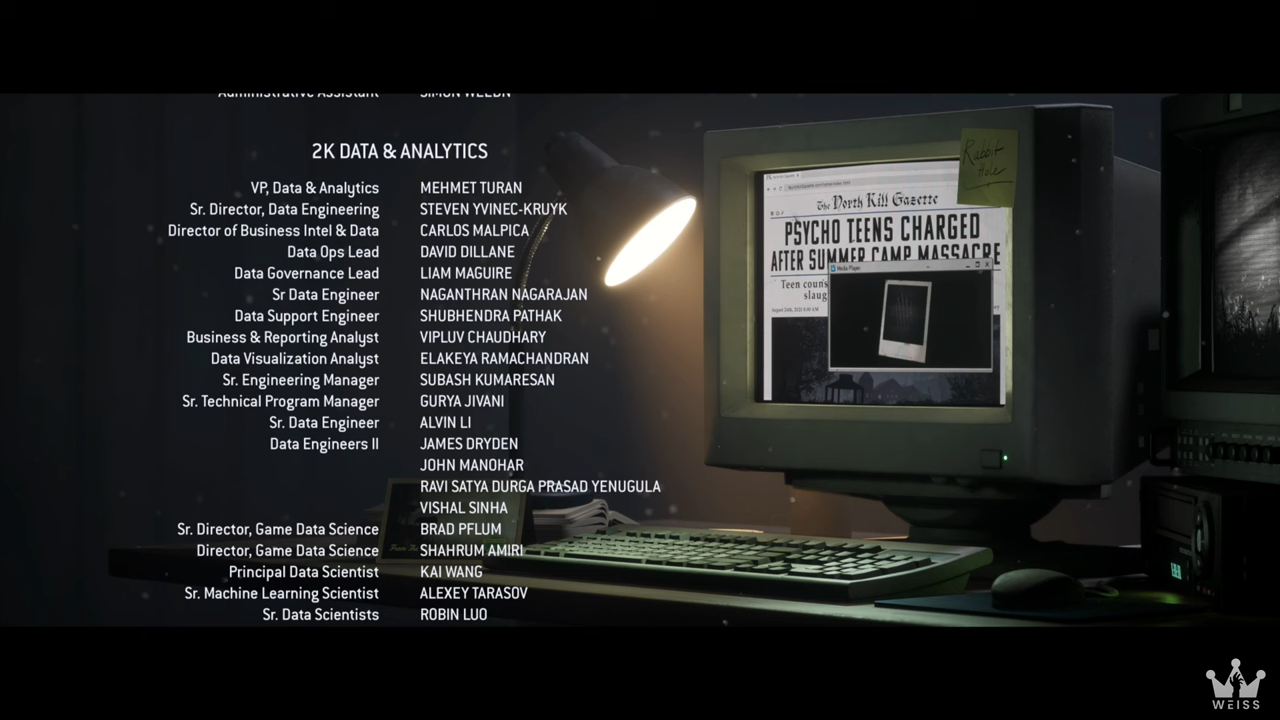 2K DATA & ANALYTICS
VP, Data & Analytics MEHMET TURAN
Sr. Director, Data Engineering STEVEN YVINEC-KRUYK
Director of Business Intel & Data CARLOS MALPICA
Data Ops Lead DAVID DILLANE
Data Governance Lead LIAM MAGUIRE
Sr Data Engineer NAGANTHRAN NAGARAJAN
Data Support Engineer SHUBHENDRA PATHAK
Business & Reporting Analyst VIPLUV CHAUDHARY
Data Visualization Analyst ELAKEYA RAMACHANDRAN
Sr. Engineering Manager SUBASH KUMARESAN
Sr. Technical Program Manager GURYA JIVANI
Sr. Data Engineer ALVIN LI
Data Engineers II JAMES DRYDEN
JOHN MANOHAR
RAVI SATYA DURGA PRASAD YENUGULA
VISHAL SINHA
Sr. Director, Game Data Science BRAD PFLUM
Director, Game Data Science SHAHRUM AMIRI
Principal Data Scientist KAI WANG
Sr. Machine Learning Scientist ALEXEY TARASOV
Sr. Data Scientists ROBIN LUO
Rabbit
Hole
The North Kill Gazette
PSYCHO TEENS CHARGED
AFTER SUMMER CAMP MASSACRE
Media Player
Teen
slaug
WEISS